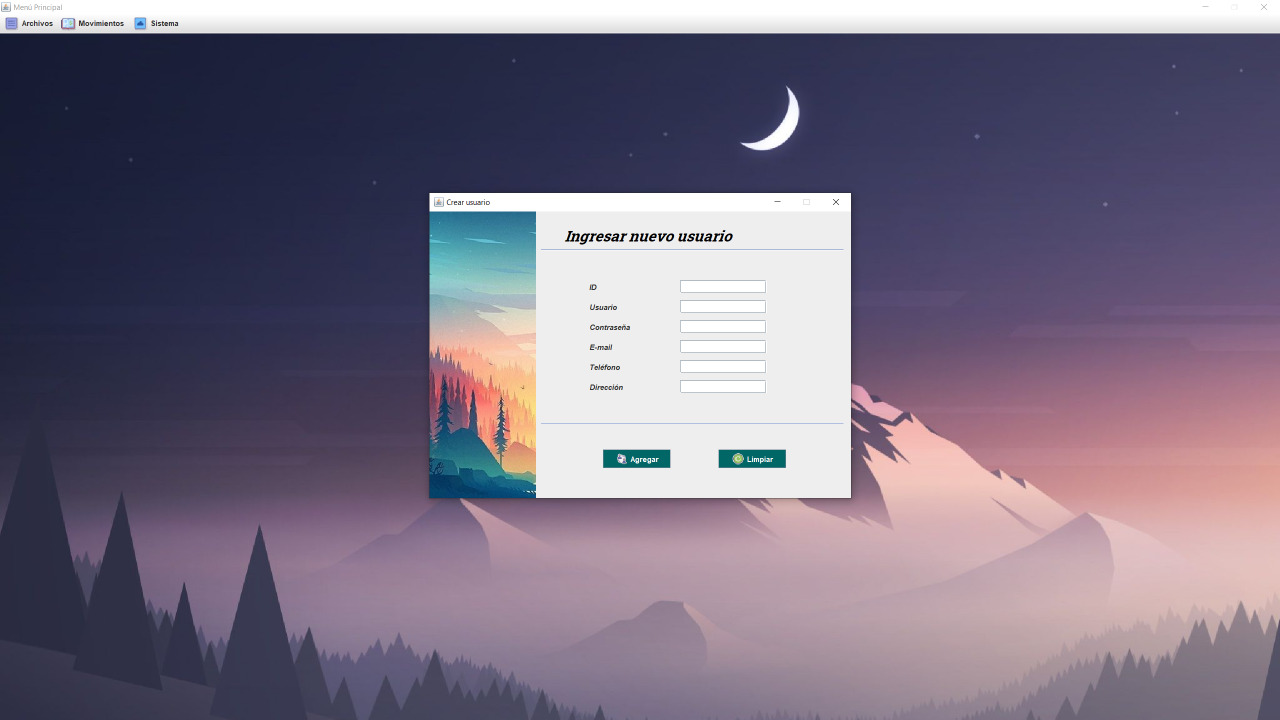 Menú Principal
Archivos Movimientos Sistema
Crear usuario
Ingresar nuevo usuario
ID
Usuario
Contraseña
E-mail
Teléfono
Dirección
Agregar Limpiar